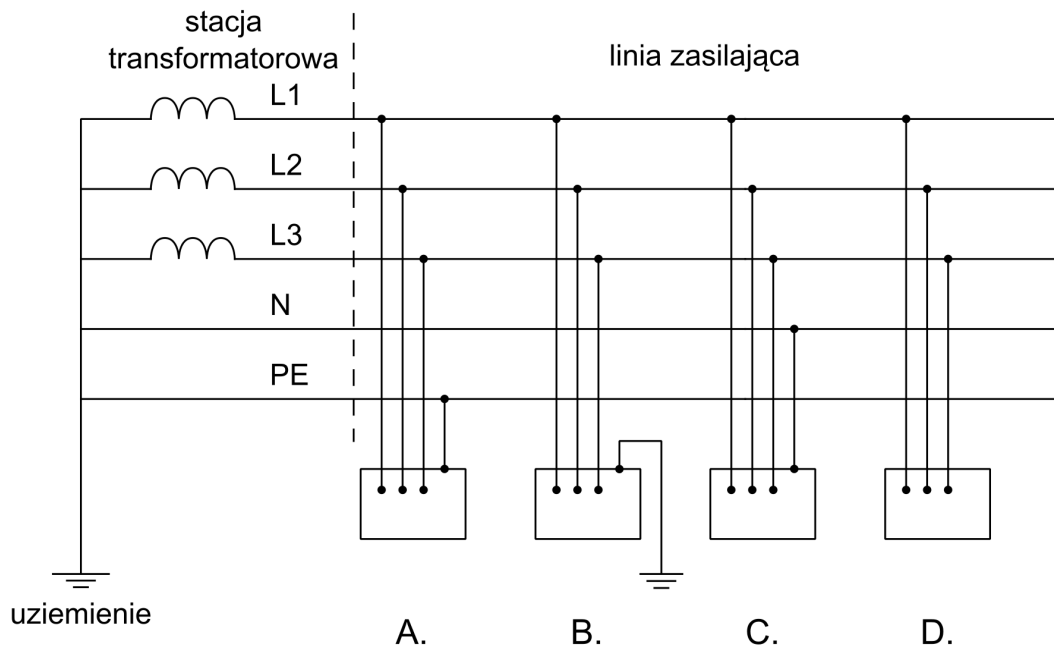 stacja
transformatorowa
linia zasilająca
L1
L2
L3
N
PE
uziemienie
A.
B.
C.
D.